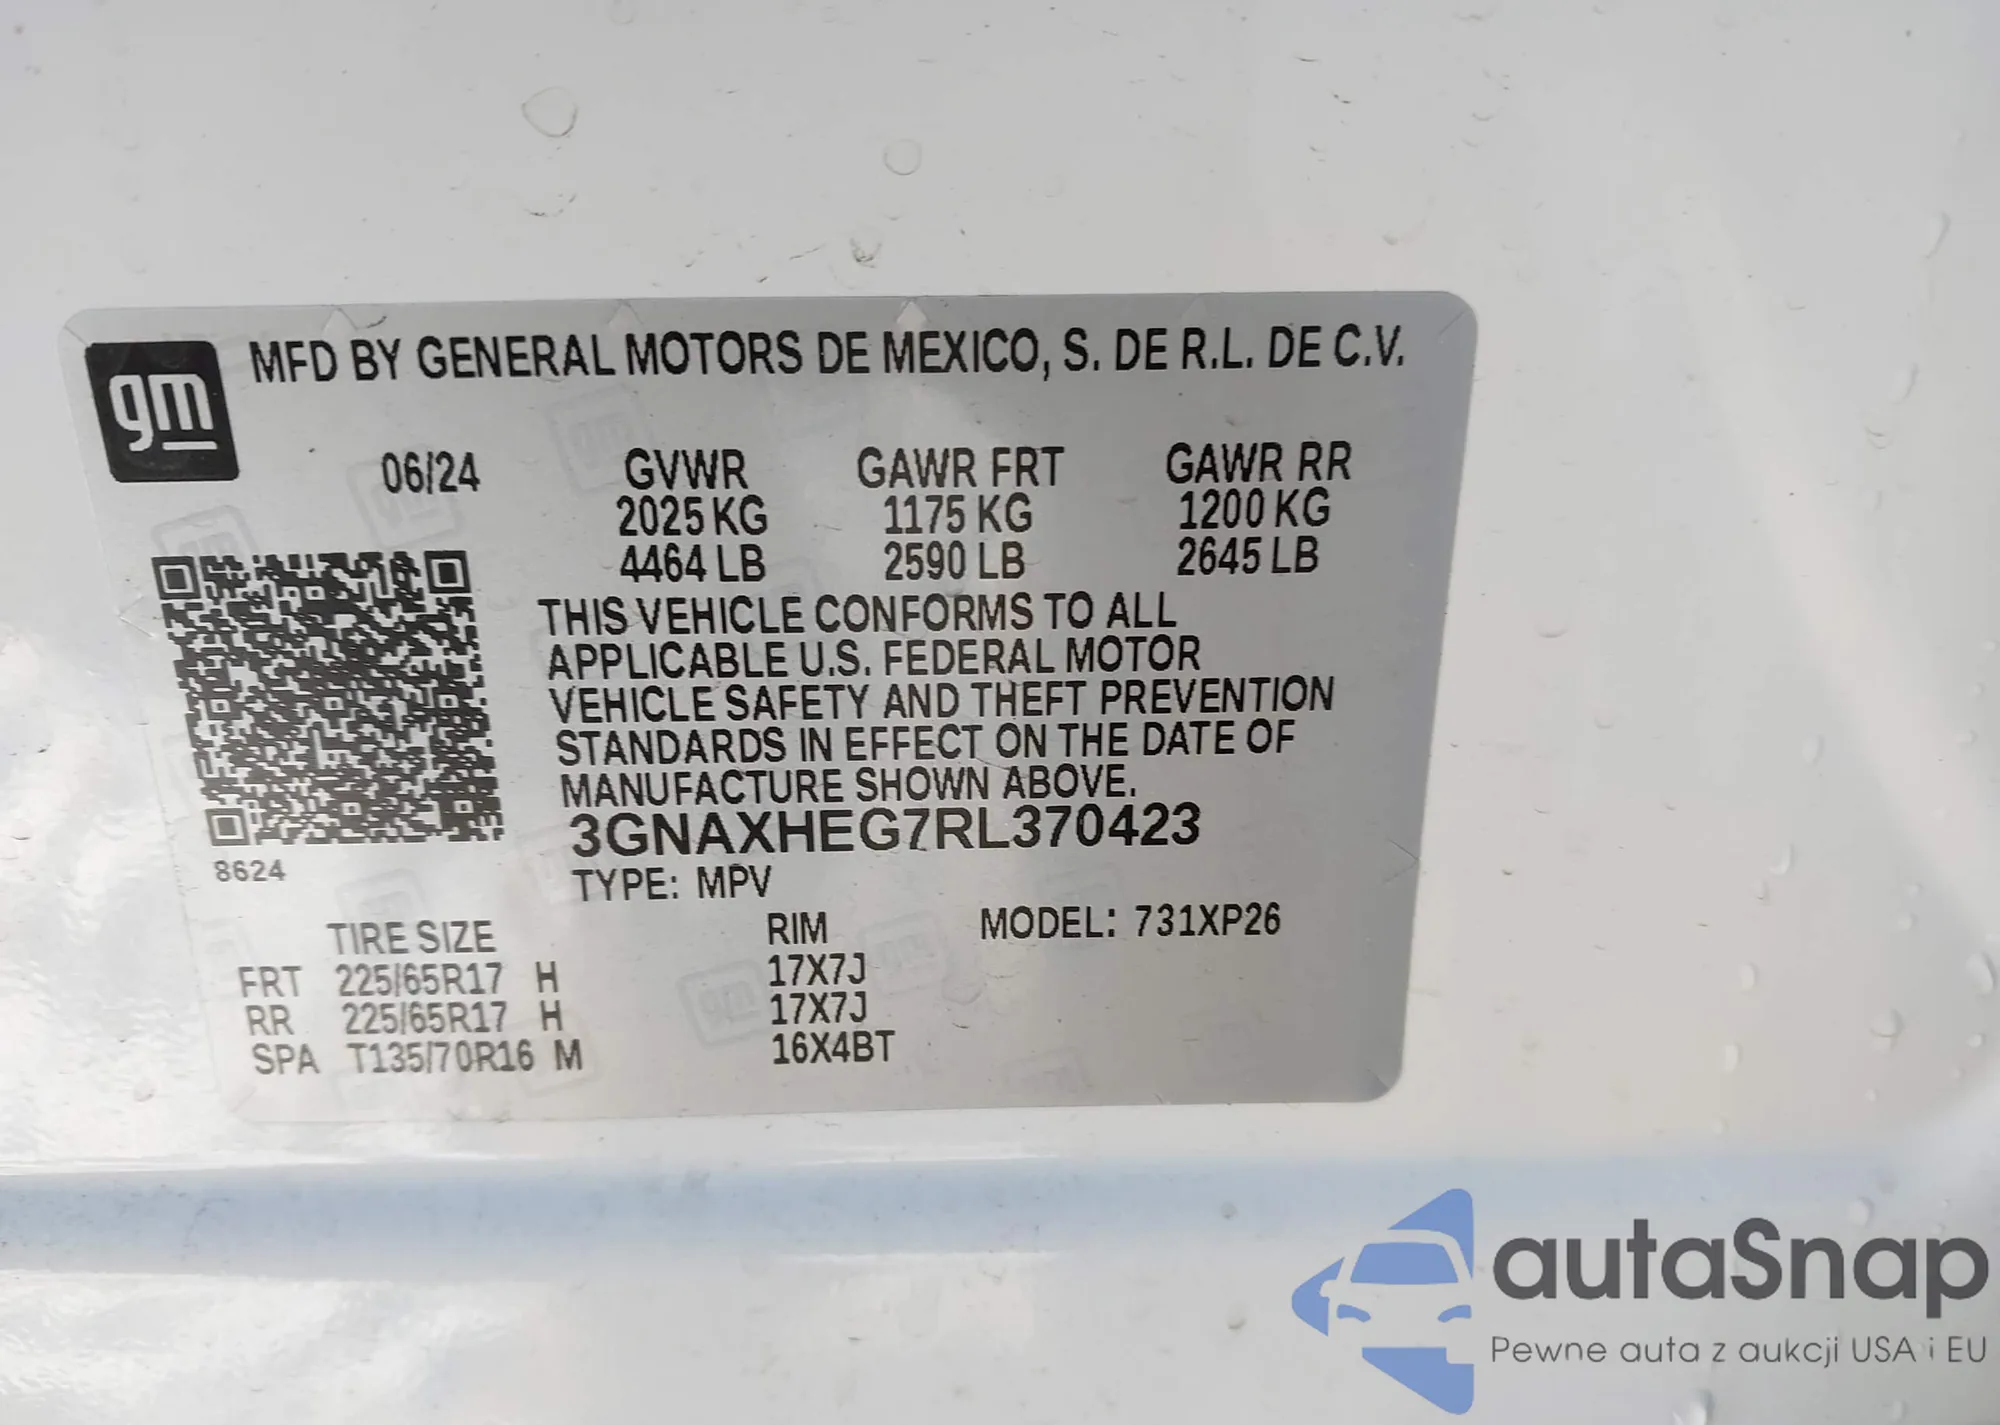 gm
MFD BY GENERAL MOTORS DE MEXICO, S. DE R.L. DE C.V.
06/24 GVWR GAWR FRT GAWR RR
2025 KG 1175 KG 1200 KG
4464 LB 2590 LB 2645 LB
THIS VEHICLE CONFORMS TO ALL
APPLICABLE U.S. FEDERAL MOTOR
VEHICLE SAFETY AND THEFT PREVENTION
STANDARDS IN EFFECT ON THE DATE OF
MANUFACTURE SHOWN ABOVE.
3GNAXHEG7RL370423
8624
TYPE: MPV
TIRE SIZE RIM MODEL: 731XP26
FRT 225/65R17 H 17X7J
RR 225/65R17 H 17X7J
SPA T135/70R16 M 16X4BT
autaSnap
Pewne auta z aukcji USA i EU